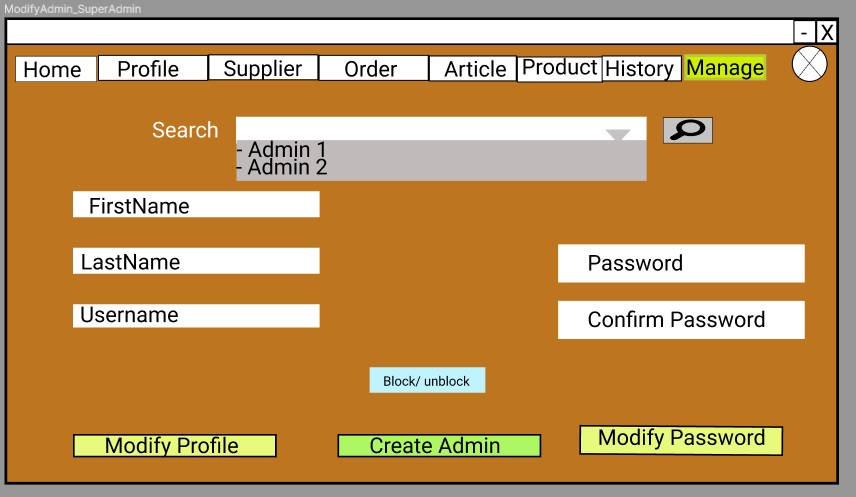 ModifyAdmin_SuperAdmin
- X
Home Profile Supplier Order Article Product History Manage
Search
- Admin 1
- Admin 2
FirstName
LastName
Password
Username
Confirm Password
Block/ unblock
Modify Profile Create Admin Modify Password